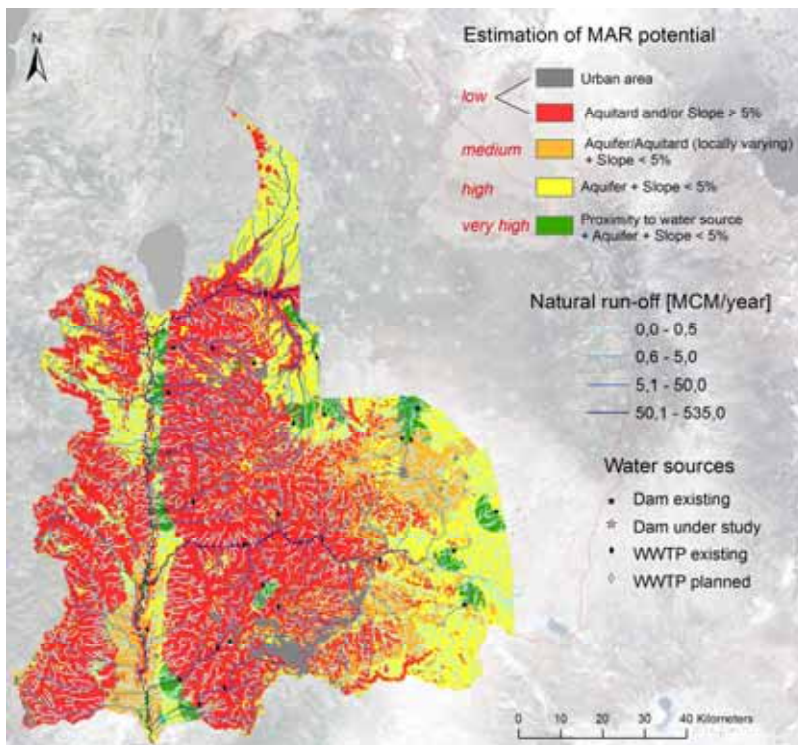 N
Estimation of MAR potential
low
Urban area
Aquitard and/or Slope > 5%
medium
Aquifer/Aquitard (locally varying)
+ Slope < 5%
high
Aquifer + Slope < 5%
very high
Proximity to water source
+ Aquifer + Slope < 5%
Natural run-off [MCM/year]
0,0 - 0,5
0,6 - 5,0
5,1 - 50,0
50,1 - 535,0
Water sources
Dam existing
Dam under study
WWTP existing
WWTP planned
0 10 20 40 Kilometers